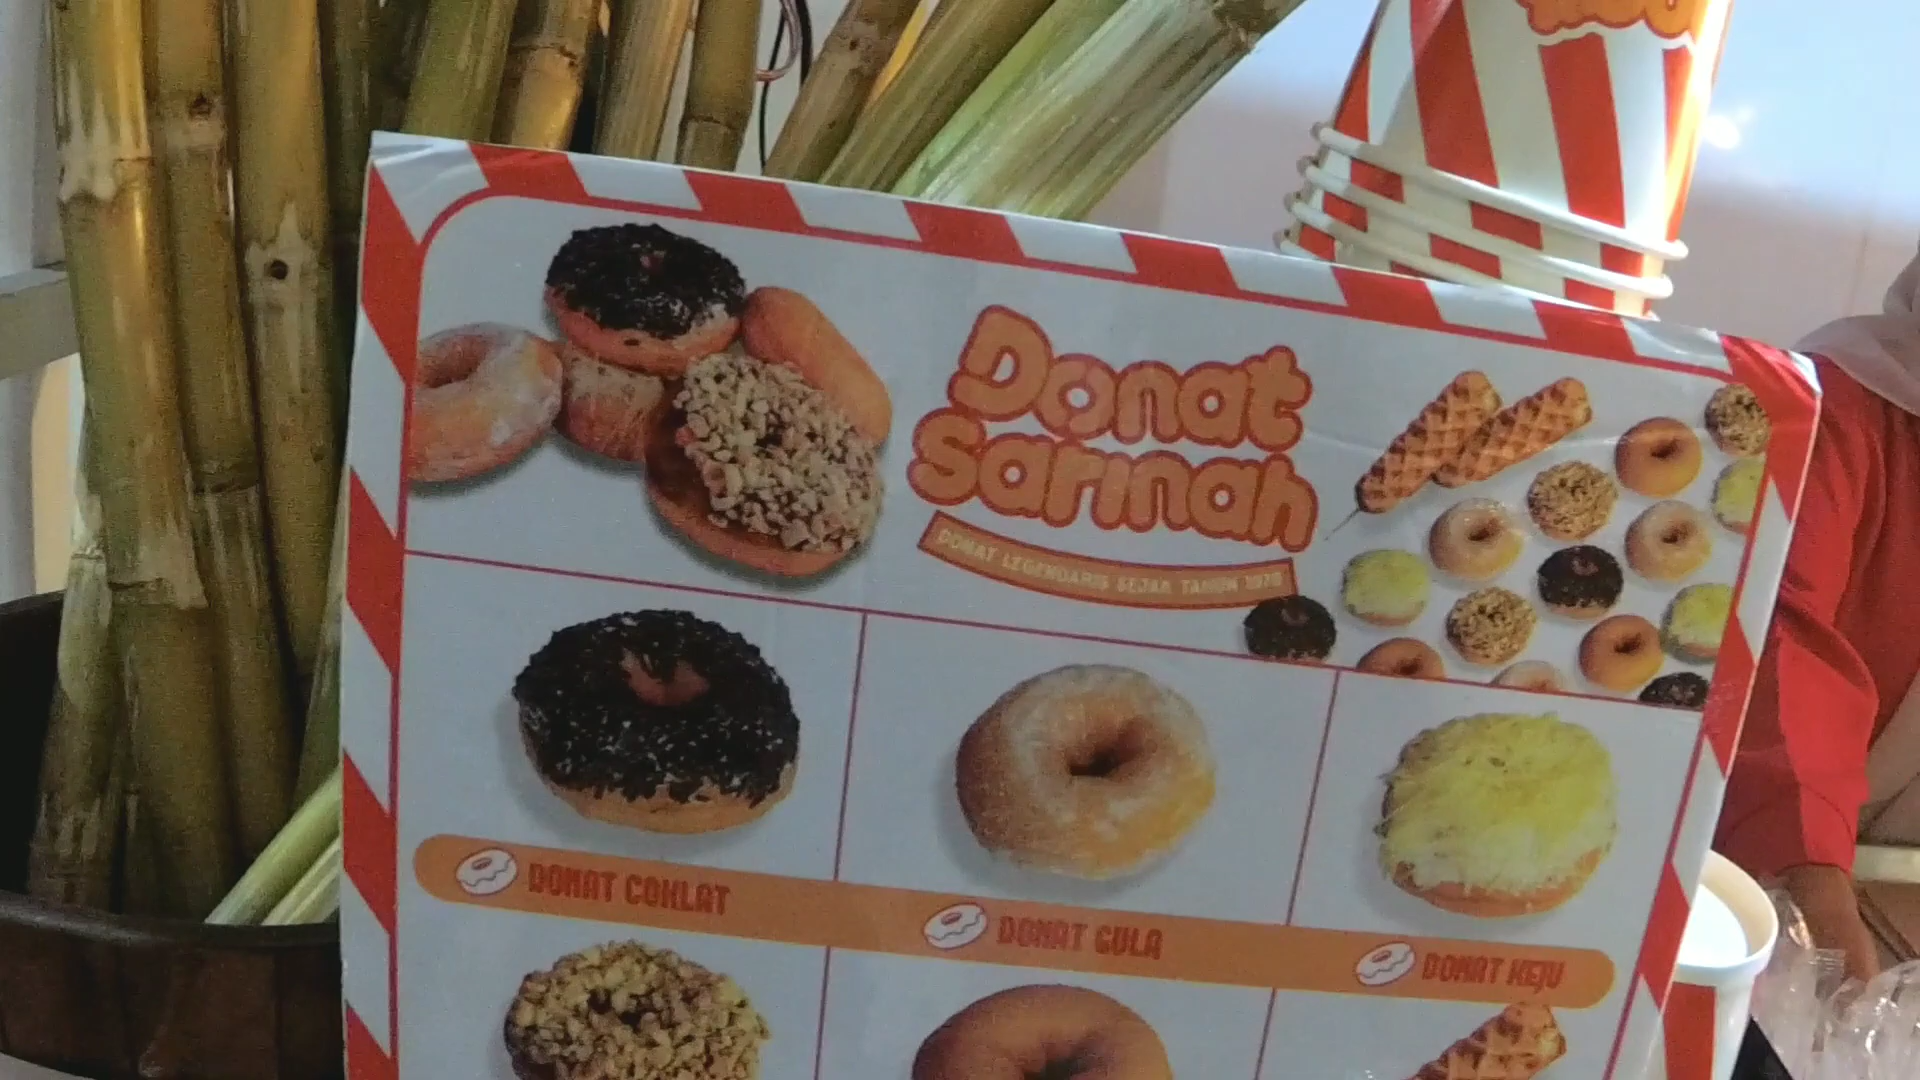 Donat
Sarinah
DONAT LEGENDARIS SEJAK TAHUN 1970
DONAT COKLAT
DONAT GULA
DONAT KEJU